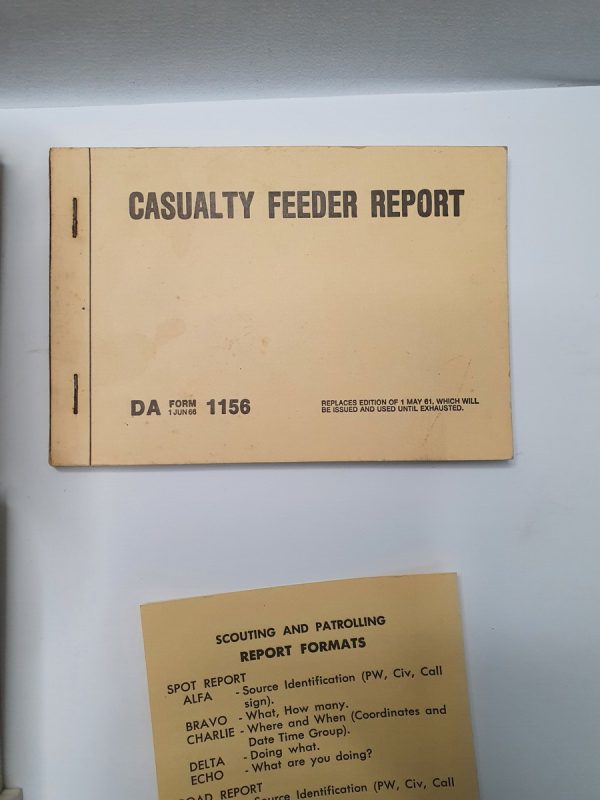 CASUALTY FEEDER REPORT
DA FORM 1 JUN 66 1156
REPLACES EDITION OF 1 MAY 61, WHICH WILL
BE ISSUED AND USED UNTIL EXHAUSTED.
SCOUTING AND PATROLLING
REPORT FORMATS
SPOT REPORT
ALFA - Source Identification (PW, Civ, Call
sign).
BRAVO - What, How many.
CHARLIE - Where and When (Coordinates and
Date Time Group).
DELTA - Doing what.
ECHO - What are you doing?
ROAD REPORT
Source Identification (PW, Civ, Call